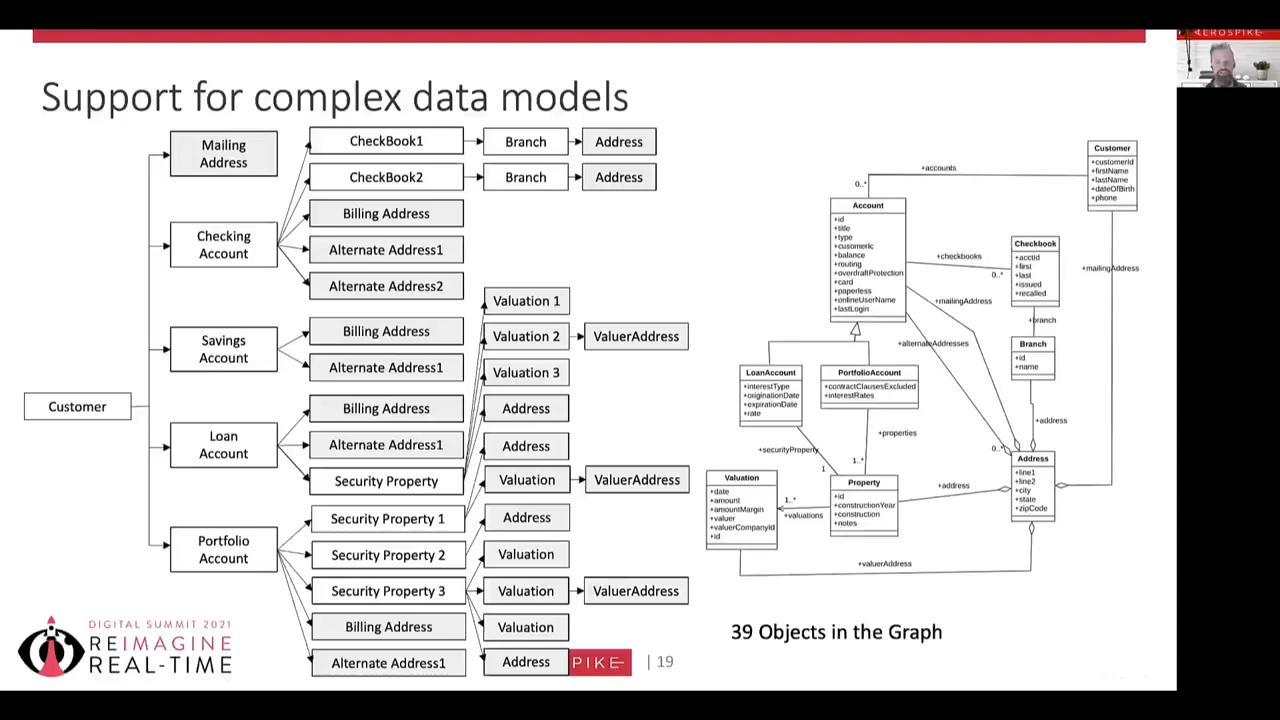 Support for complex data models
Customer
Mailing
Address
Checking
Account
Savings
Account
Loan
Account
Portfolio
Account
CheckBook1
CheckBook2
Billing Address
Alternate Address1
Alternate Address2
Billing Address
Alternate Address1
Billing Address
Alternate Address1
Security Property
Security Property 1
Security Property 2
Security Property 3
Billing Address
Alternate Address1
Branch
Branch
Valuation 1
Valuation 2
Valuation 3
Address
Address
Valuation
Address
Valuation
Valuation
Valuation
Address
Address
Address
ValuerAddress
ValuerAddress
ValuerAddress
Customer
+customerId
+firstName
+lastName
+dateOfBirth
+phone
+accounts
0..*
Account
+id
+title
+type
+cusomerIc
+balance
+routing
+overdraftProtection
+card
+paperless
+onlineUserName
+lastLogin
+checkbooks
0..*
Checkbook
+acctId
+first
+last
+issued
+recalled
+mailingAddress
+mailingAddress
+branch
+alternateAddresses
0..*
Branch
+id
+name
+address
LoanAccount
+interestType
+originationDate
+expirationDate
+rate
PortfolioAccount
+contractClausesExcluded
+interestRates
+properties
1..*
+securityProperty
1
Address
+line1
+line2
+city
+state
+zipCode
Valuation
+date
+amount
+amountMargin
+valuer
+valuerCompanyId
+id
1..*
+valuations
Property
+id
+constructionYear
+construction
+notes
+address
+valuerAddress
39 Objects in the Graph
DIGITAL SUMMIT 2021
REIMAGINE
REAL-TIME
PIKE
| 19
EROSPIKE